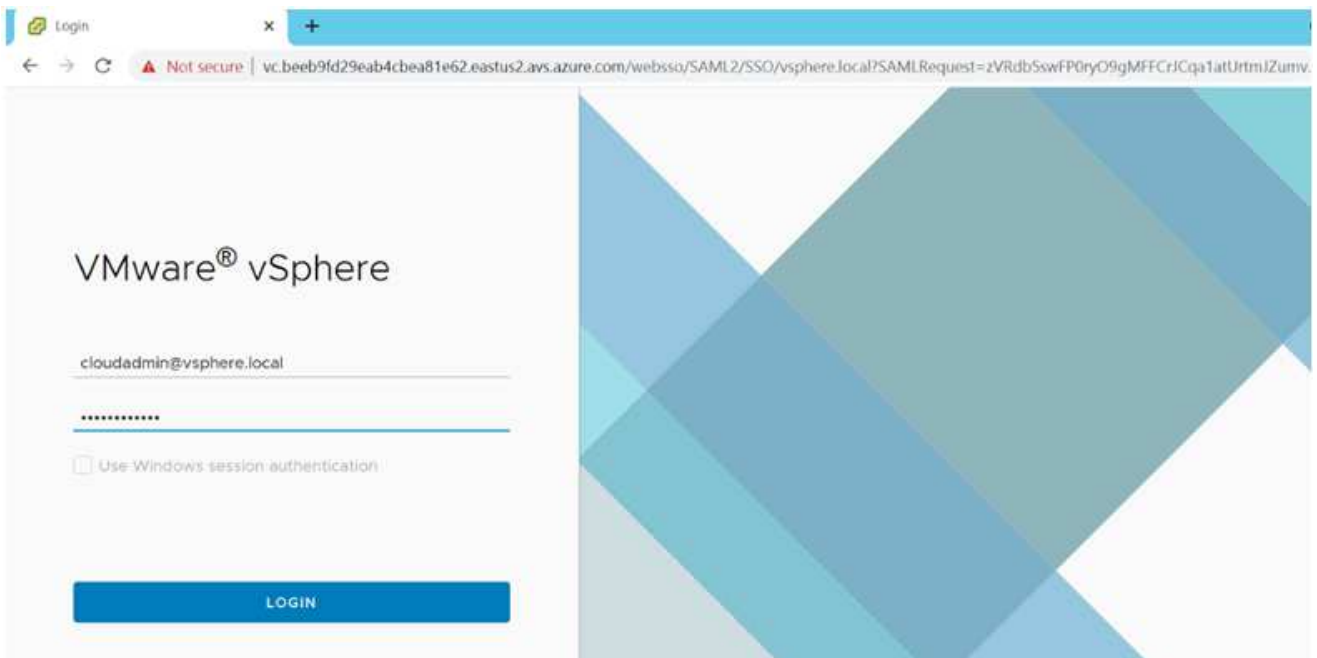 Login
Not secure | vc.beeb9fd29eab4cbea81e62.eastus2.avs.azure.com/websso/SAML2/SSO/vsphere.local?SAMLRequest=
VMware® vSphere
cloudadmin@vsphere.local
Use Windows session authentication
LOGIN